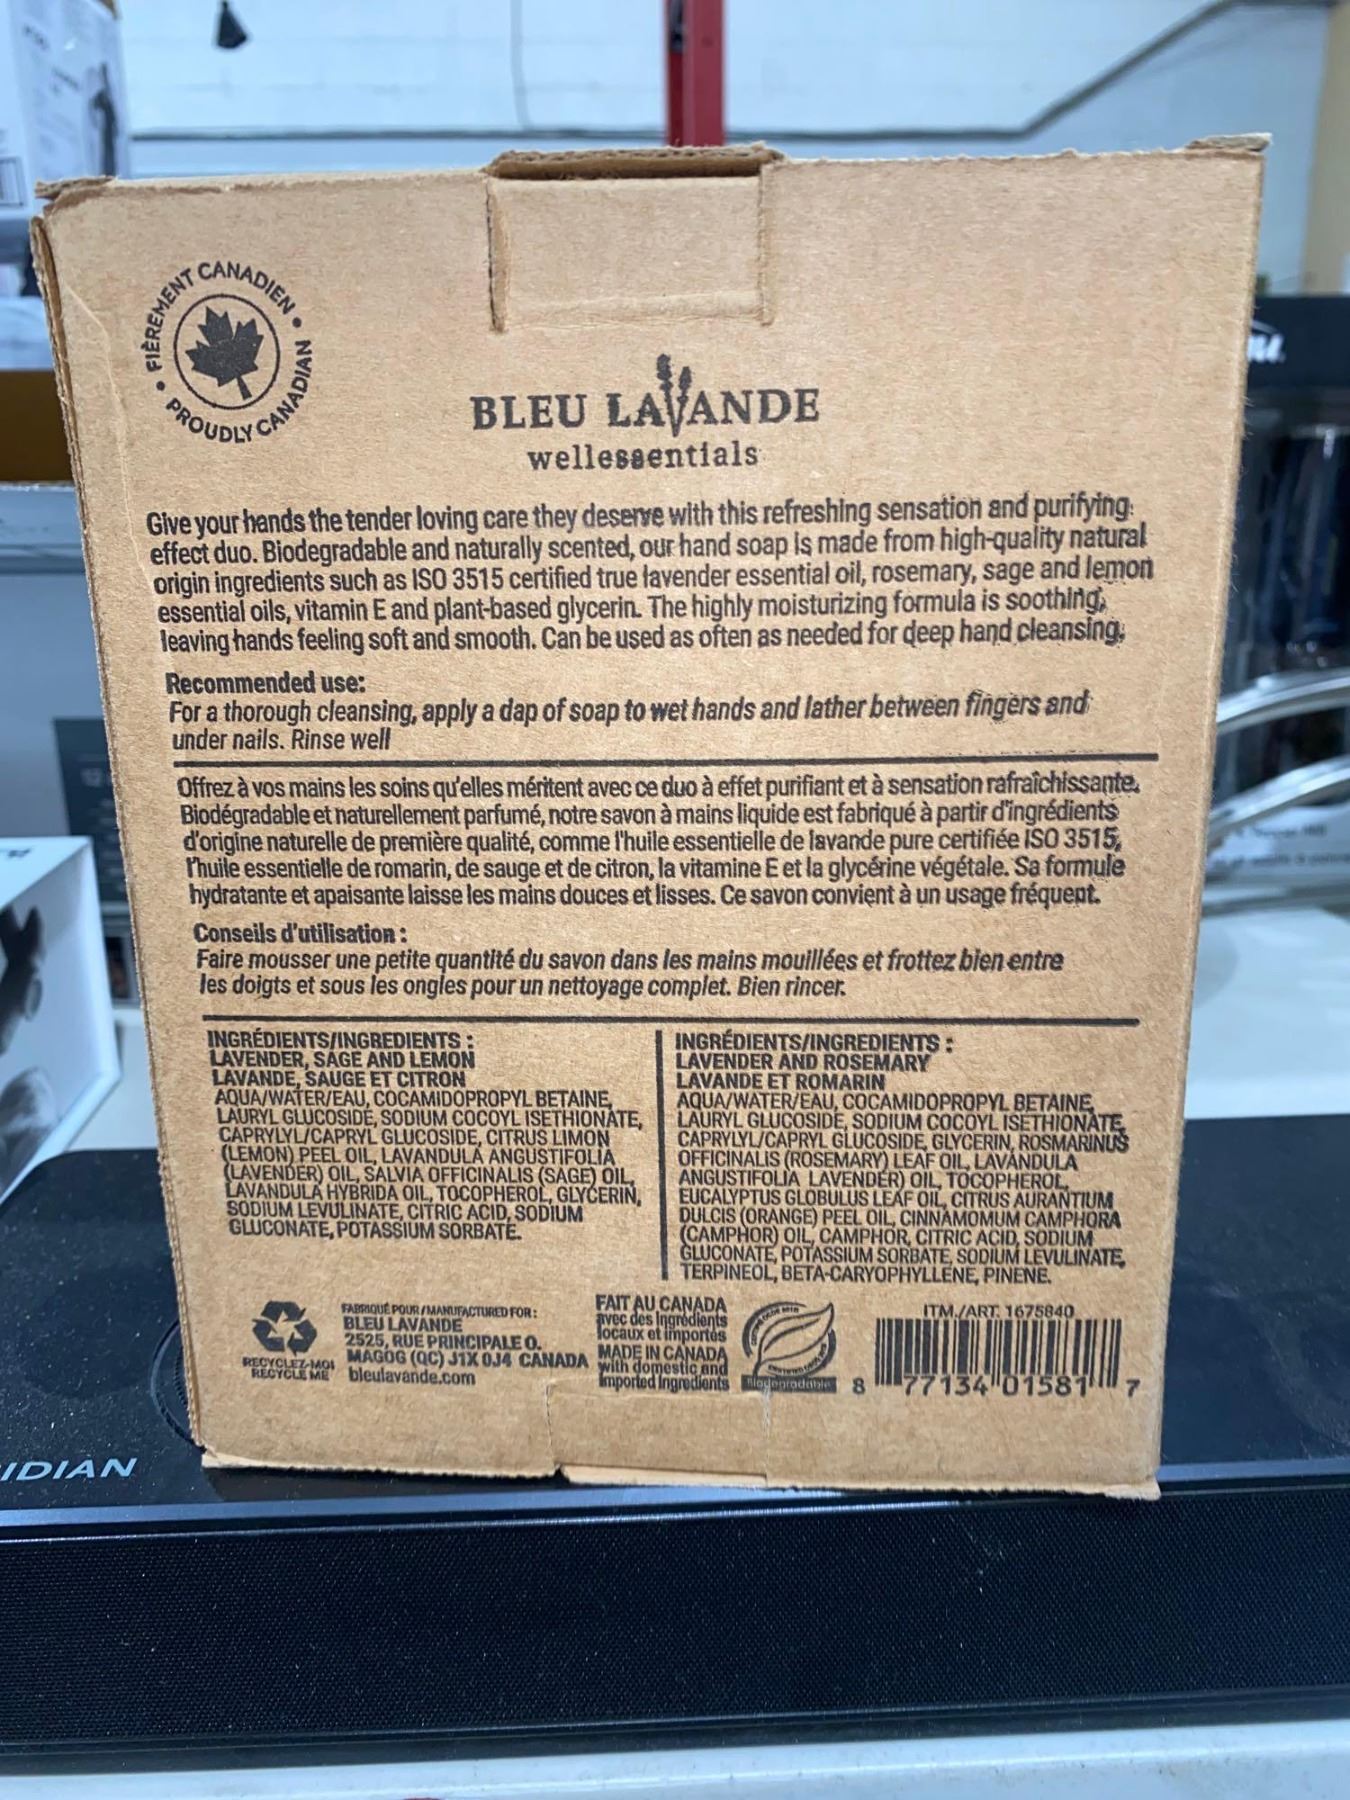 FIÈREMENT CANADIEN • PROUDLY CANADIAN •
BLEU LAVANDE
wellessentials
Give your hands the tender loving care they deserve with this refreshing sensation and purifying
effect duo. Biodegradable and naturally scented, our hand soap is made from high-quality natural
origin ingredients such as ISO 3515 certified true lavender essential oil, rosemary, sage and lemon
essential oils, vitamin E and plant-based glycerin. The highly moisturizing formula is soothing,
leaving hands feeling soft and smooth. Can be used as often as needed for deep hand cleansing.
Recommended use:
For a thorough cleansing, apply a dap of soap to wet hands and lather between fingers and
under nails. Rinse well
Offrez à vos mains les soins qu'elles méritent avec ce duo à effet purifiant et à sensation rafraîchissante.
Biodégradable et naturellement parfumé, notre savon à mains liquide est fabriqué à partir d'ingrédients
d'origine naturelle de première qualité, comme l'huile essentielle de lavande pure certifiée ISO 3515,
l'huile essentielle de romarin, de sauge et de citron, la vitamine E et la glycérine végétale. Sa formule
hydratante et apaisante laisse les mains douces et lisses. Ce savon convient à un usage fréquent.
Conseils d'utilisation :
Faire mousser une petite quantité du savon dans les mains mouillées et frottez bien entre
les doigts et sous les ongles pour un nettoyage complet. Bien rincer.
INGRÉDIENTS/INGREDIENTS :
LAVENDER, SAGE AND LEMON
LAVANDE, SAUGE ET CITRON
AQUA/WATER/EAU, COCAMIDOPROPYL BETAINE,
LAURYL GLUCOSIDE, SODIUM COCOYL ISETHIONATE,
CAPRYLYL/CAPRYL GLUCOSIDE, CITRUS LIMON
(LEMON) PEEL OIL, LAVANDULA ANGUSTIFOLIA
(LAVENDER) OIL, SALVIA OFFICINALIS (SAGE) OIL,
LAVANDULA HYBRIDA OIL, TOCOPHEROL, GLYCERIN,
SODIUM LEVULINATE, CITRIC ACID, SODIUM
GLUCONATE, POTASSIUM SORBATE.
INGRÉDIENTS/INGREDIENTS :
LAVENDER AND ROSEMARY
LAVANDE ET ROMARIN
AQUA/WATER/EAU, COCAMIDOPROPYL BETAINE,
LAURYL GLUCOSIDE, SODIUM COCOYL ISETHIONATE,
CAPRYLYL/CAPRYL GLUCOSIDE, GLYCERIN, ROSMARINUS
OFFICINALIS (ROSEMARY) LEAF OIL, LAVANDULA
ANGUSTIFOLIA LAVENDER) OIL, TOCOPHEROL,
EUCALYPTUS GLOBULUS LEAF OIL, CITRUS AURANTIUM
DULCIS (ORANGE) PEEL OIL, CINNAMOMUM CAMPHORA
(CAMPHOR) OIL, CAMPHOR, CITRIC ACID, SODIUM
GLUCONATE, POTASSIUM SORBATE, SODIUM LEVULINATE,
TERPINEOL, BETA-CARYOPHYLLENE, PINENE.
RECYCLEZ-MOI
RECYCLE ME
FABRIQUÉ POUR / MANUFACTURED FOR :
BLEU LAVANDE
2525, RUE PRINCIPALE O.
MAGOG (QC) J1X 0J4 CANADA
bleulavande.com
FAIT AU CANADA
avec des ingrédients
locaux et importés
MADE IN CANADA
with domestic and
imported ingredients
Biodegradable
ITM./ART. 1675840
8 77134 01581 7
IDIAN